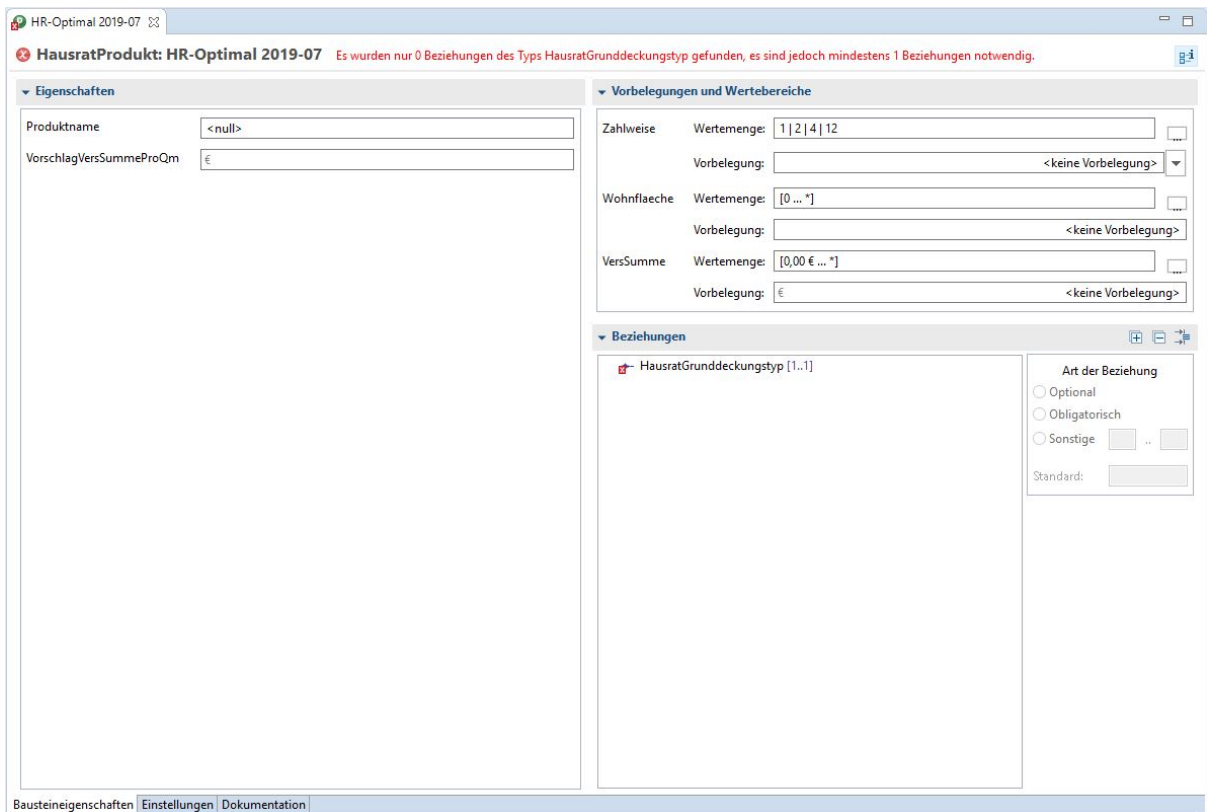 HR-Optimal 2019-07
HausratProdukt: HR-Optimal 2019-07 Es wurden nur 0 Beziehungen des Typs HausratGrunddeckungstyp gefunden, es sind jedoch mindestens 1 Beziehungen notwendig.
Eigenschaften
Produktname <null>
VorschlagVersSummeProQm €
Vorbelegungen und Wertebereiche
Zahlweise Wertemenge: 1 | 2 | 4 | 12 ...
Vorbelegung: <keine Vorbelegung>
Wohnflaeche Wertemenge: [0 ... *] ...
Vorbelegung: <keine Vorbelegung>
VersSumme Wertemenge: [0,00 € ... *] ...
Vorbelegung: € <keine Vorbelegung>
Beziehungen
HausratGrunddeckungstyp [1..1]
Art der Beziehung
Optional
Obligatorisch
Sonstige ..
Standard:
Bausteineigenschaften Einstellungen Dokumentation